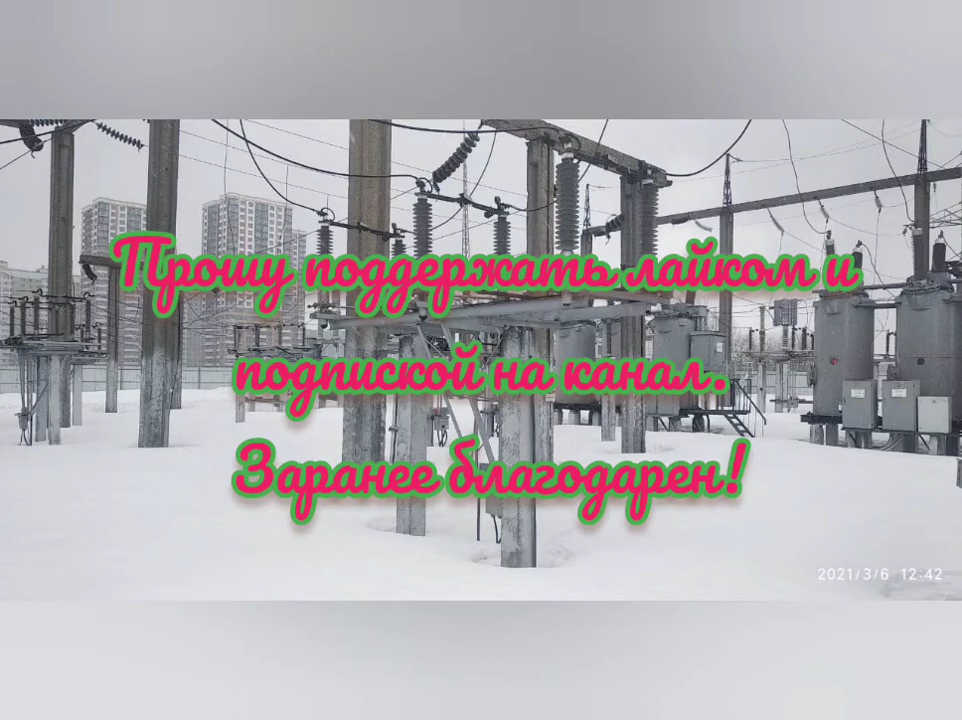 Прошу поддержать лайком и
подпиской на канал.
Заранее благодарен!
2021/3/6 12:42